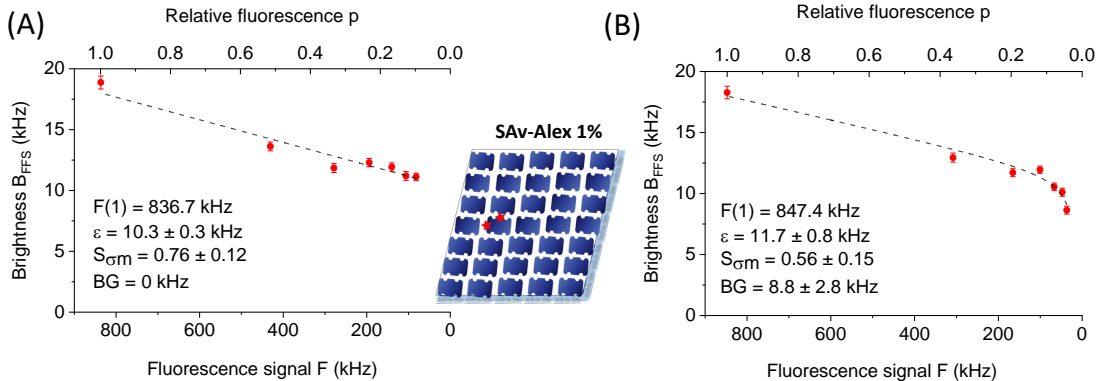 (A)
Relative fluorescence p
1.0 0.8 0.6 0.4 0.2 0.0
Brightness B_FFS (kHz)
20
15
10
5
0
F(1) = 836.7 kHz
ε = 10.3 ± 0.3 kHz
S_σm = 0.76 ± 0.12
BG = 0 kHz
800 600 400 200 0
Fluorescence signal F (kHz)
SAv-Alex 1%
(B)
Relative fluorescence p
1.0 0.8 0.6 0.4 0.2 0.0
Brightness B_FFS (kHz)
20
15
10
5
0
F(1) = 847.4 kHz
ε = 11.7 ± 0.8 kHz
S_σm = 0.56 ± 0.15
BG = 8.8 ± 2.8 kHz
800 600 400 200 0
Fluorescence signal F (kHz)